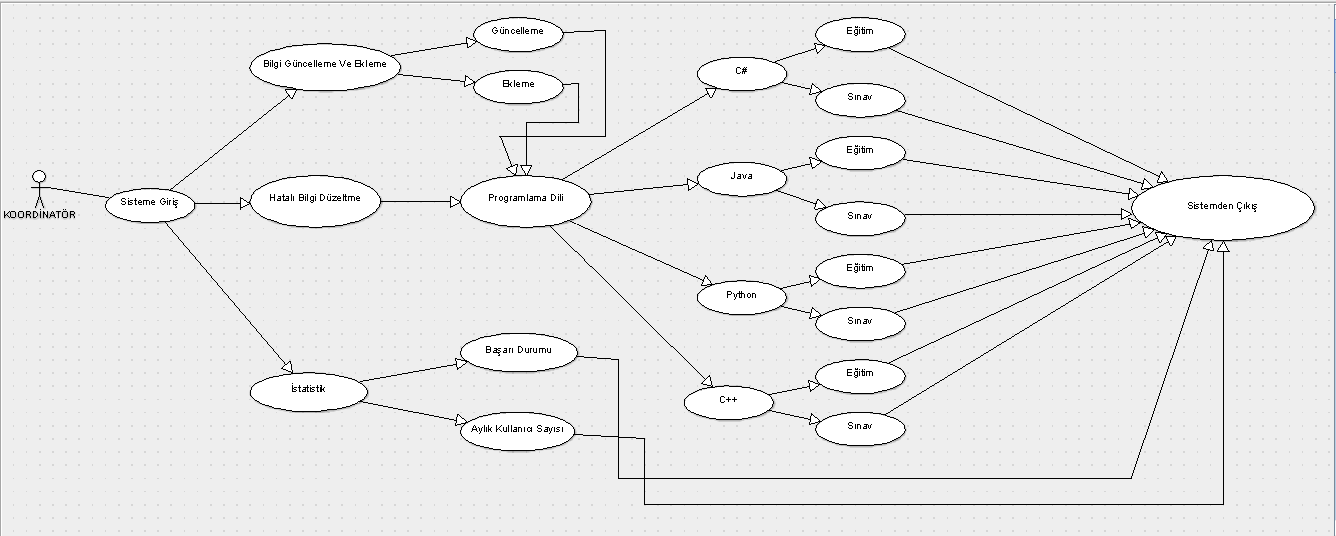 KOORDİNATÖR
Sisteme Giriş
Bilgi Güncelleme Ve Ekleme
Güncelleme
Ekleme
Hatalı Bilgi Düzeltme
Programlama Dili
İstatistik
Başarı Durumu
Aylık Kullanıcı Sayısı
C#
Eğitim
Sınav
Java
Eğitim
Sınav
Python
Eğitim
Sınav
C++
Eğitim
Sınav
Sistemden Çıkış